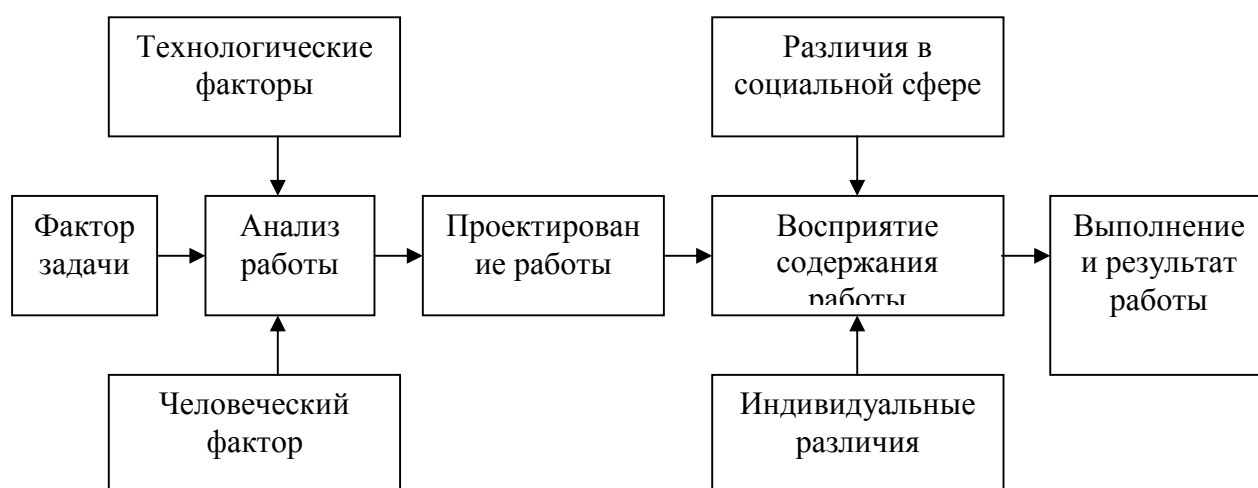 Технологические
факторы
Различия в
социальной сфере
Фактор
задачи
Анализ
работы
Проектирован
ие работы
Восприятие
содержания
работы
Выполнение
и результат
работы
Человеческий
фактор
Индивидуальные
различия